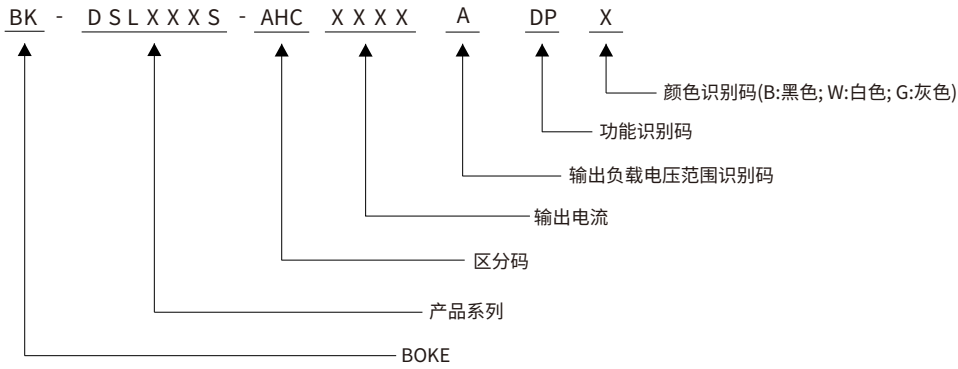 BK - DSLXXXS - AHC XXXX A DP X
颜色识别码(B:黑色; W:白色; G:灰色)
功能识别码
输出负载电压范围识别码
输出电流
区分码
产品系列
BOKE